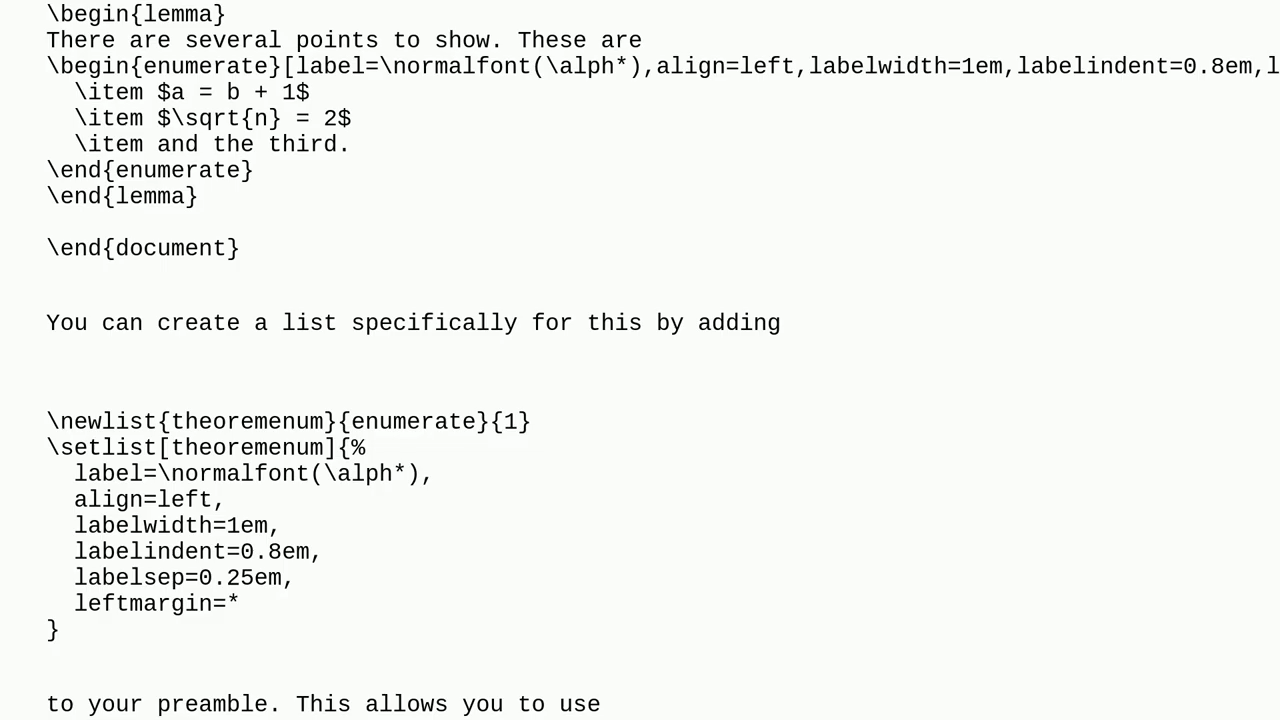 \begin{lemma}
There are several points to show. These are
\begin{enumerate}[label=\normalfont(\alph*),align=left,labelwidth=1em,labelindent=0.8em,l
\item $a = b + 1$
\item $\sqrt{n} = 2$
\item and the third.
\end{enumerate}
\end{lemma}
\end{document}
You can create a list specifically for this by adding
\newlist{theoremenum}{enumerate}{1}
\setlist[theoremenum]{%
label=\normalfont(\alph*),
align=left,
labelwidth=1em,
labelindent=0.8em,
labelsep=0.25em,
leftmargin=*
}
to your preamble. This allows you to use